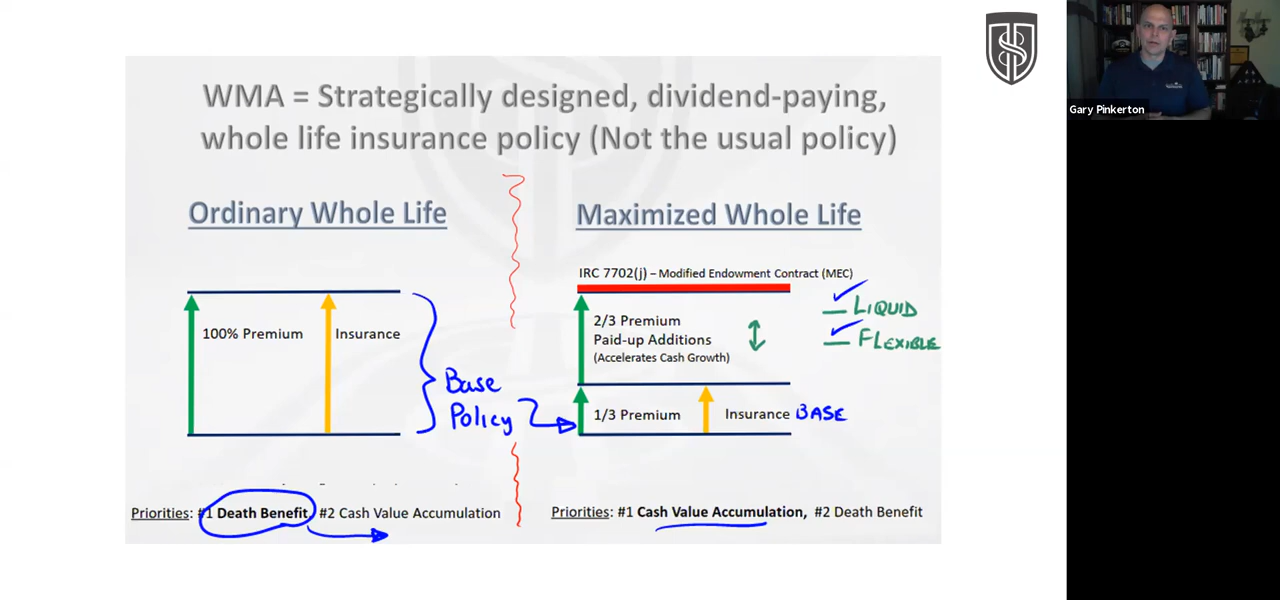 WMA = Strategically designed, dividend-paying,
whole life insurance policy (Not the usual policy)
Ordinary Whole Life
100% Premium
Insurance
Base
Policy
Priorities: #1 Death Benefit, #2 Cash Value Accumulation
Maximized Whole Life
IRC 7702(j) – Modified Endowment Contract (MEC)
2/3 Premium
Paid-up Additions
(Accelerates Cash Growth)
LIQUID
FLEXIBLE
1/3 Premium
Insurance BASE
Priorities: #1 Cash Value Accumulation, #2 Death Benefit
Gary Pinkerton